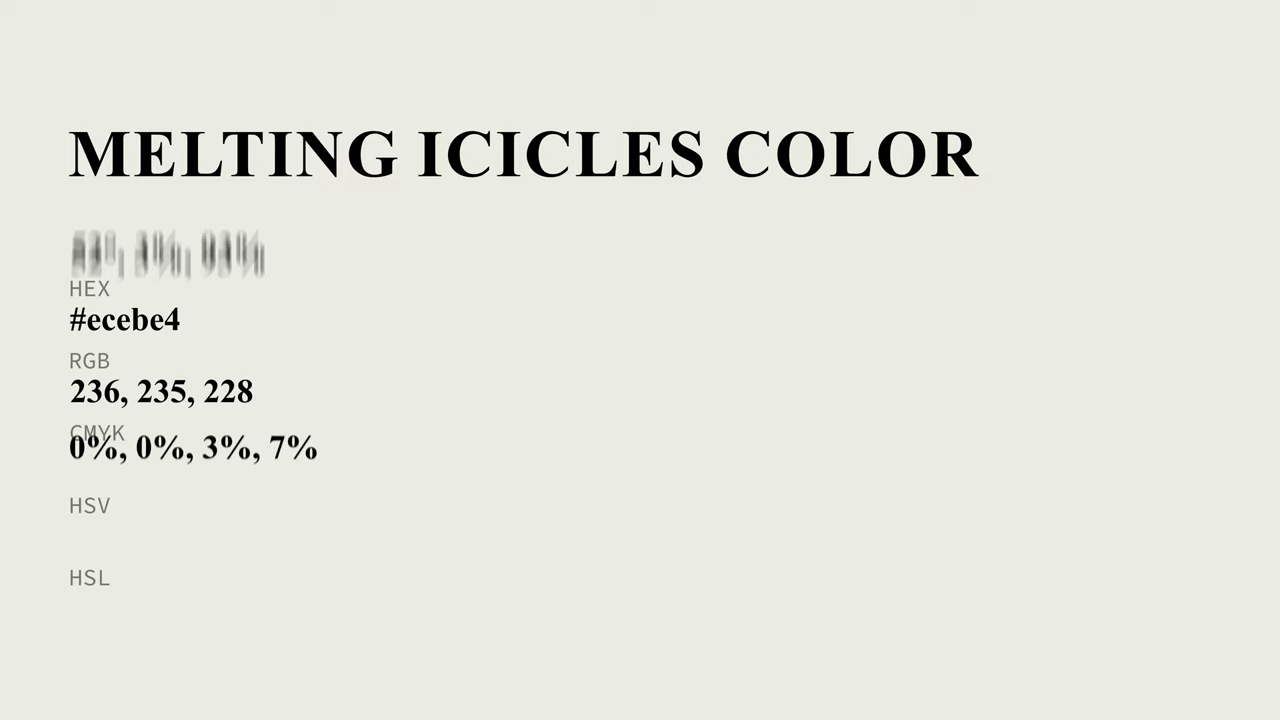 MELTING ICICLES COLOR
HEX
#ecebe4
RGB
236, 235, 228
CMYK
0%, 0%, 3%, 7%
HSV
HSL